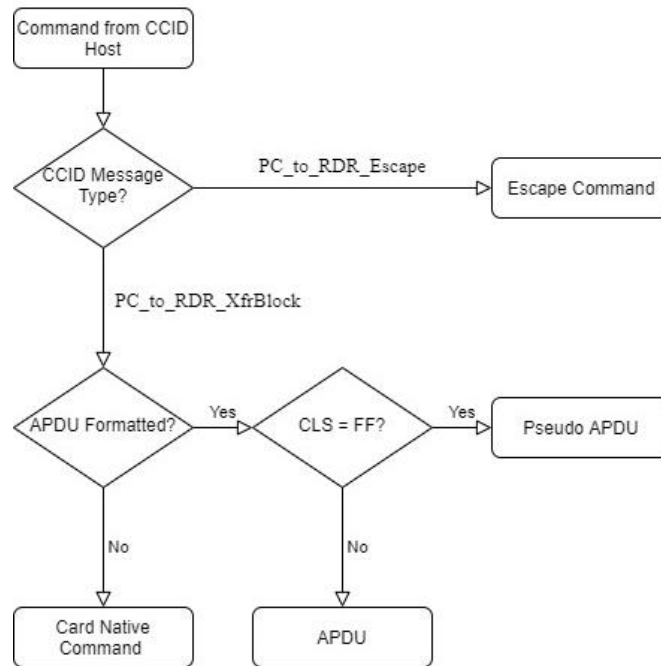 Command from CCID
Host
CCID Message
Type?
PC_to_RDR_Escape
Escape Command
PC_to_RDR_XfrBlock
APDU Formatted?
Yes
CLS = FF?
Yes
Pseudo APDU
No
No
Card Native
Command
APDU